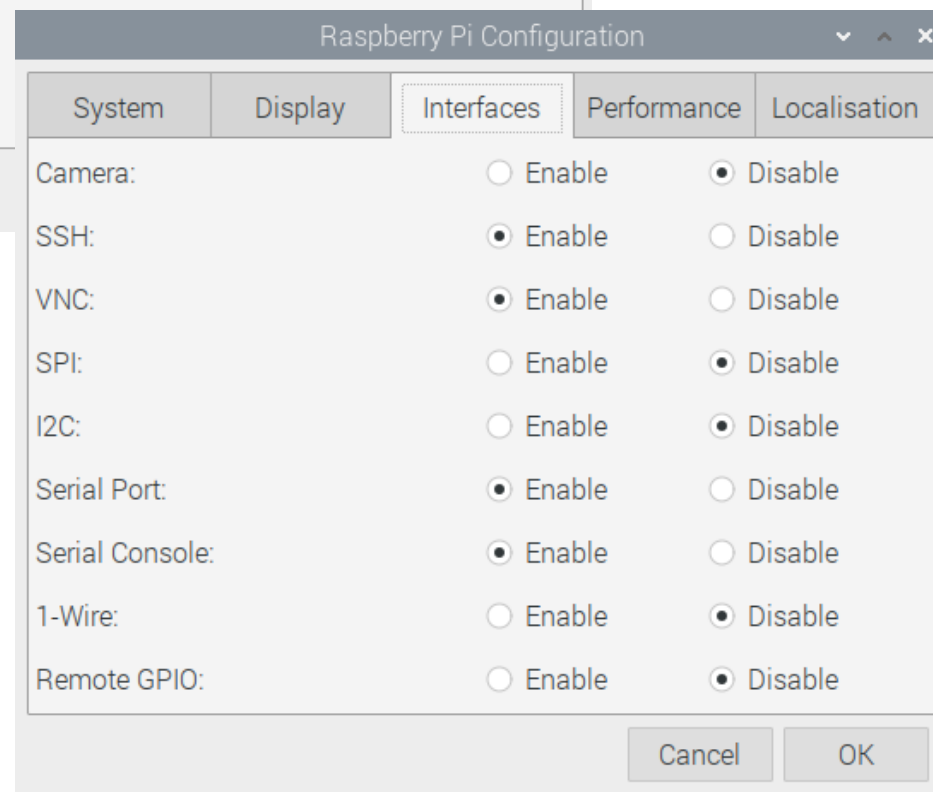 Raspberry Pi Configuration
System Display Interfaces Performance Localisation
Camera: Enable Disable
SSH: Enable Disable
VNC: Enable Disable
SPI: Enable Disable
I2C: Enable Disable
Serial Port: Enable Disable
Serial Console: Enable Disable
1-Wire: Enable Disable
Remote GPIO: Enable Disable
Cancel OK